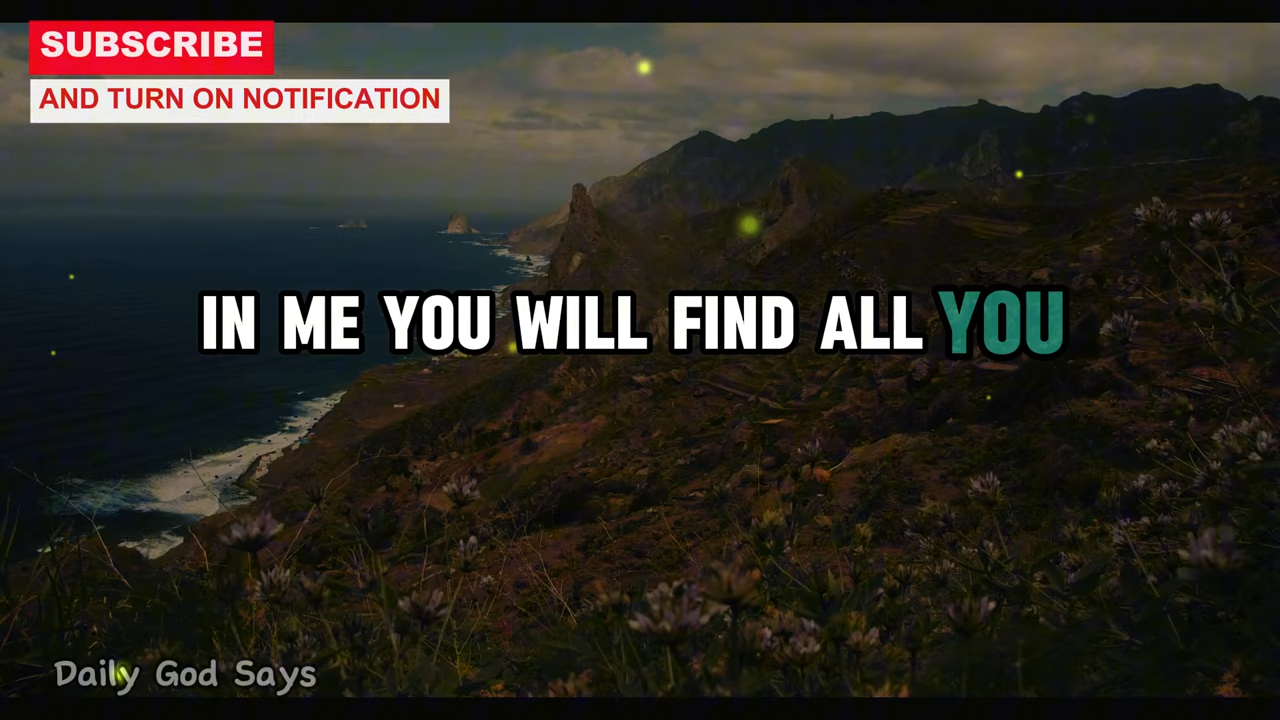 SUBSCRIBE
AND TURN ON NOTIFICATION
IN ME YOU WILL FIND ALL YOU
Daily God Says